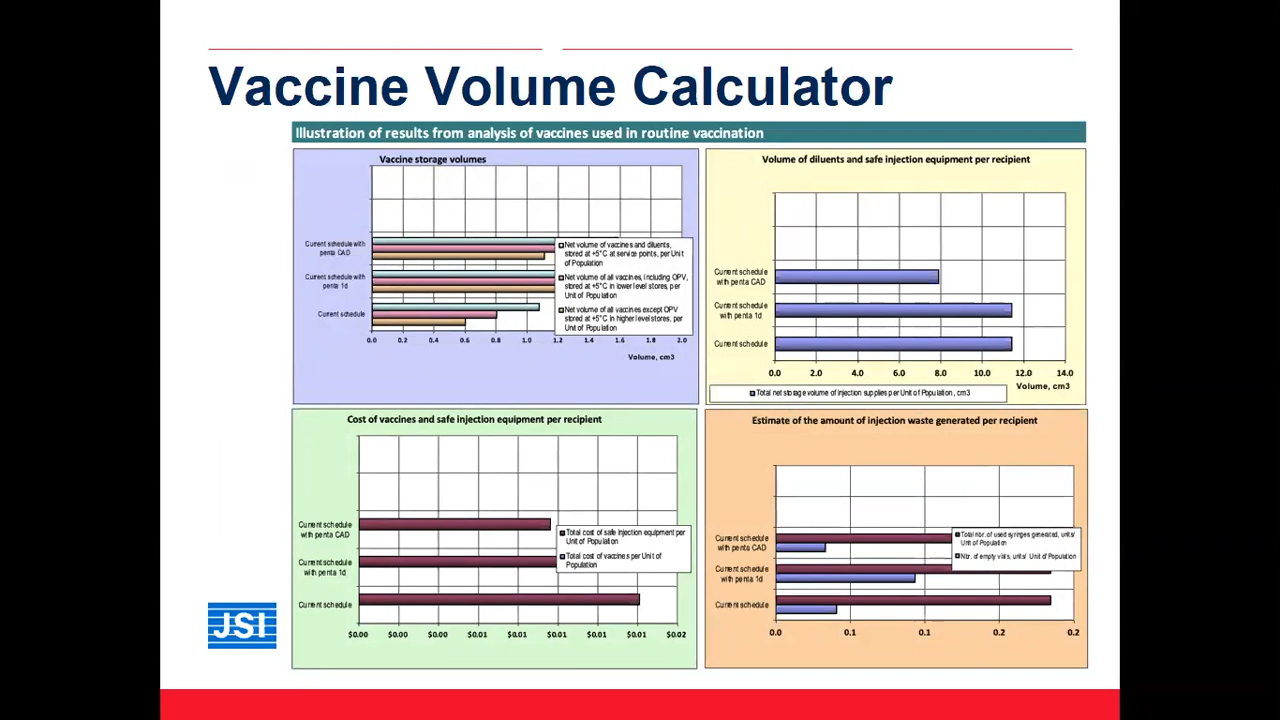 Vaccine Volume Calculator
Illustration of results from analysis of vaccines used in routine vaccination
Vaccine storage volumes
Current schedule with
penta CAD
Current schedule with
penta 1d
Current schedule
Net volume of vaccines and diluents,
stored at +5°C at service points, per Unit
of Population
Net volume of all vaccines, including OPV,
stored at +5°C in lower level stores, per
Unit of Population
Net volume of all vaccines except OPV
stored at +5°C in higher level stores, per
Unit of Population
0.0 0.2 0.4 0.6 0.8 1.0 1.2 1.4 1.6 1.8 2.0
Volume, cm3
Volume of diluents and safe injection equipment per recipient
Current schedule
with penta CAD
Current schedule
with penta 1d
Current schedule
0.0 2.0 4.0 6.0 8.0 10.0 12.0 14.0
Volume, cm3
Total net storage volume of injection supplies per Unit of Population, cm3
Cost of vaccines and safe injection equipment per recipient
Current schedule
with penta CAD
Current schedule
with penta 1d
Current schedule
Total cost of safe injection equipment per
Unit of Population
Total cost of vaccines per Unit of
Population
$0.00 $0.00 $0.00 $0.01 $0.01 $0.01 $0.01 $0.01 $0.02
Estimate of the amount of injection waste generated per recipient
Current schedule
with penta CAD
Current schedule
with penta 1d
Current schedule
Total nbr. of used syringes generated, units/
Unit of Population
Nbr. of empty vials, units/ Unit of Population
0.0 0.1 0.1 0.2 0.2
JSI